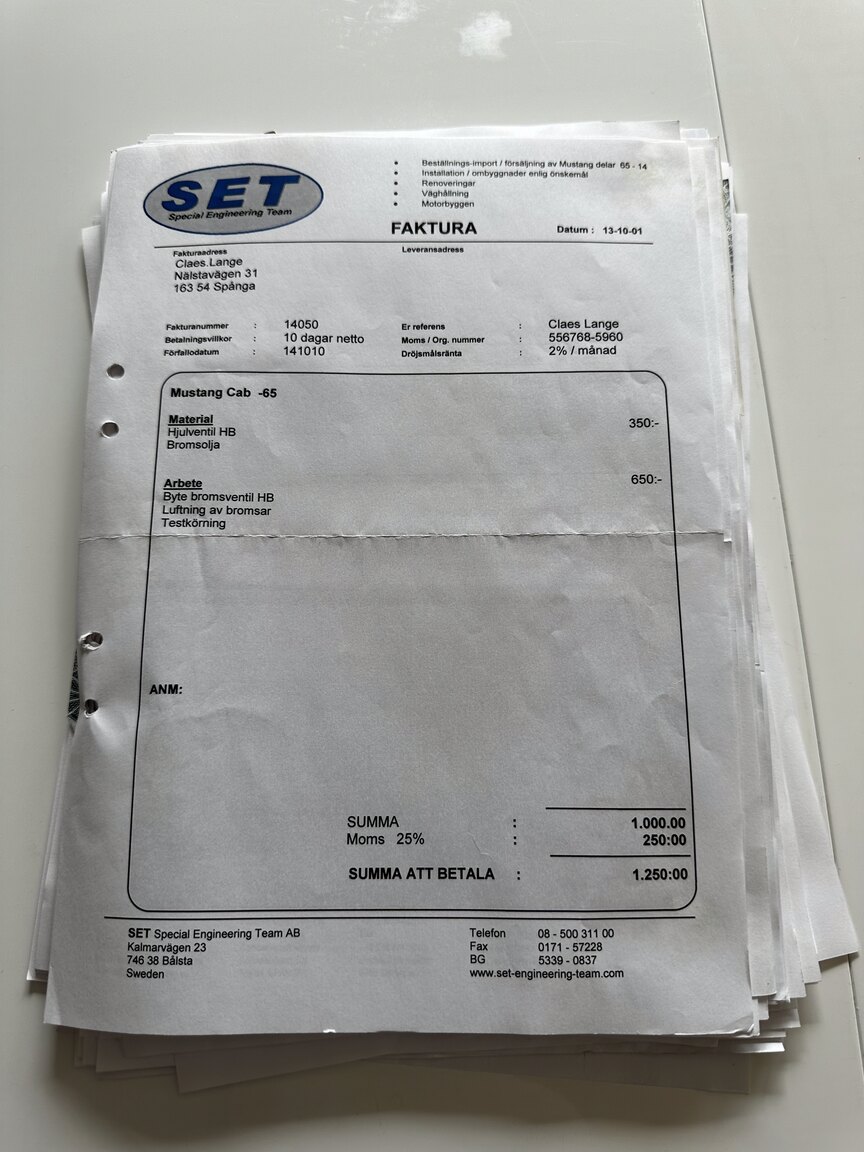 SET
Special Engineering Team
• Beställnings-import / försäljning av Mustang delar 65 - 14
• Installation / ombyggnader enlig önskemål
• Renoveringar
• Väghållning
• Motorbyggen
FAKTURA
Datum : 13-10-01
Fakturaadress
Leveransadress
Claes.Lange
Nälstavägen 31
163 54 Spånga
Fakturanummer : 14050
Er referens : Claes Lange
Betalningsvillkor : 10 dagar netto
Moms / Org. nummer : 556768-5960
Förfallodatum : 141010
Dröjsmålsränta : 2% / månad
Mustang Cab -65
Material 350:-
Hjulventil HB
Bromsolja
Arbete 650:-
Byte bromsventil HB
Luftning av bromsar
Testkörning
ANM:
SUMMA : 1.000.00
Moms 25% : 250:00
SUMMA ATT BETALA : 1.250:00
SET Special Engineering Team AB
Kalmarvägen 23
746 38 Bålsta
Sweden
Telefon 08 - 500 311 00
Fax 0171 - 57228
BG 5339 - 0837
www.set-engineering-team.com